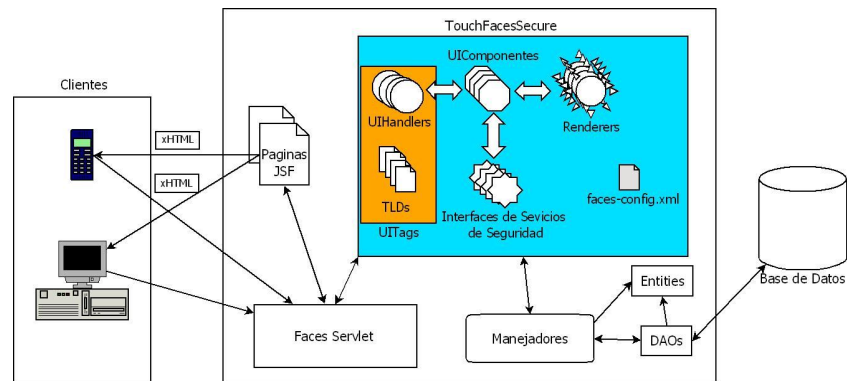 TouchFacesSecure
Clientes
UIComponentes
UIHandlers
Renderers
xHTML
Paginas
JSF
xHTML
TLDs
UITags
Interfaces de Sevicios
de Seguridad
faces-config.xml
Base de Datos
Entities
Faces Servlet
Manejadores
DAOs